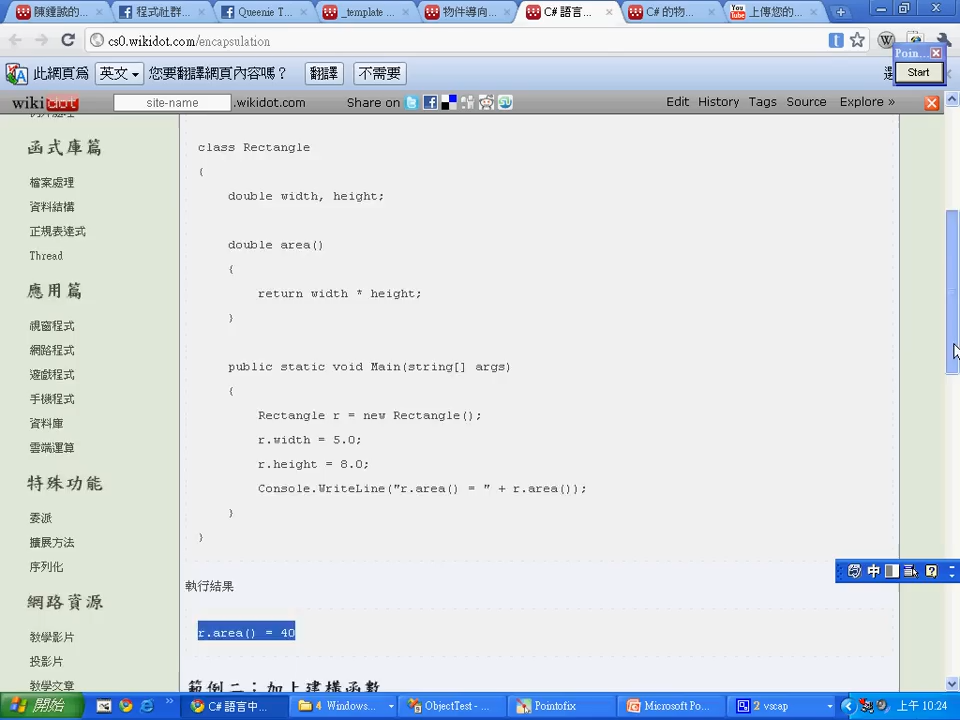 陳鍾誠的...
程式社群...
Queenie T...
_template ...
物件導向...
C# 語言...
C# 的物...
上傳您的...
cs0.wikidot.com/encapsulation
此網頁為 英文 您要翻譯網頁內容嗎？ 翻譯 不需要
Poin...
Start
wikidot site-name .wikidot.com Share on Edit History Tags Source Explore »
函式庫篇
檔案處理
資料結構
正規表達式
Thread
應用篇
視窗程式
網路程式
遊戲程式
手機程式
資料庫
雲端運算
特殊功能
委派
擴展方法
序列化
網路資源
教學影片
投影片
教學文章
class Rectangle
{
double width, height;
double area()
{
return width * height;
}
public static void Main(string[] args)
{
Rectangle r = new Rectangle();
r.width = 5.0;
r.height = 8.0;
Console.WriteLine("r.area() = " + r.area());
}
}
執行結果
r.area() = 40
範例二：加上建構函數
中
開始
C# 語言中...
4 Windows...
ObjectTest - ...
Pointofix
Microsoft Po...
2 vscap
上午 10:24